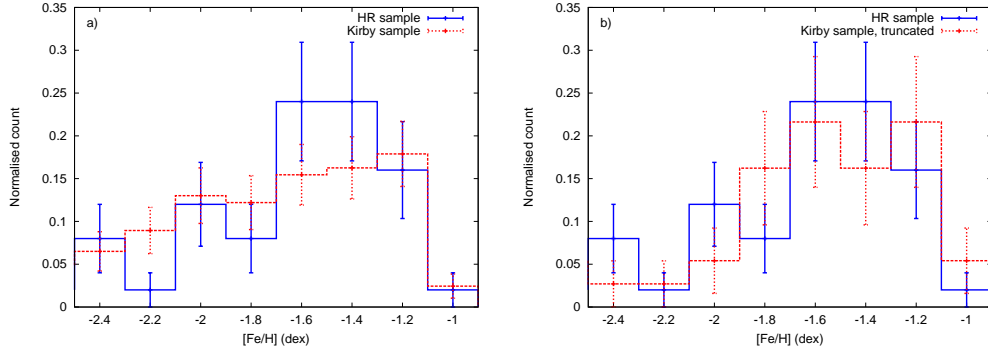 a)
HR sample
Kirby sample
0.35
0.3
0.25
0.2
0.15
0.1
0.05
0
Normalised count
-2.4 -2.2 -2 -1.8 -1.6 -1.4 -1.2 -1
[Fe/H] (dex)
b)
HR sample
Kirby sample, truncated
0.35
0.3
0.25
0.2
0.15
0.1
0.05
0
Normalised count
-2.4 -2.2 -2 -1.8 -1.6 -1.4 -1.2 -1
[Fe/H] (dex)